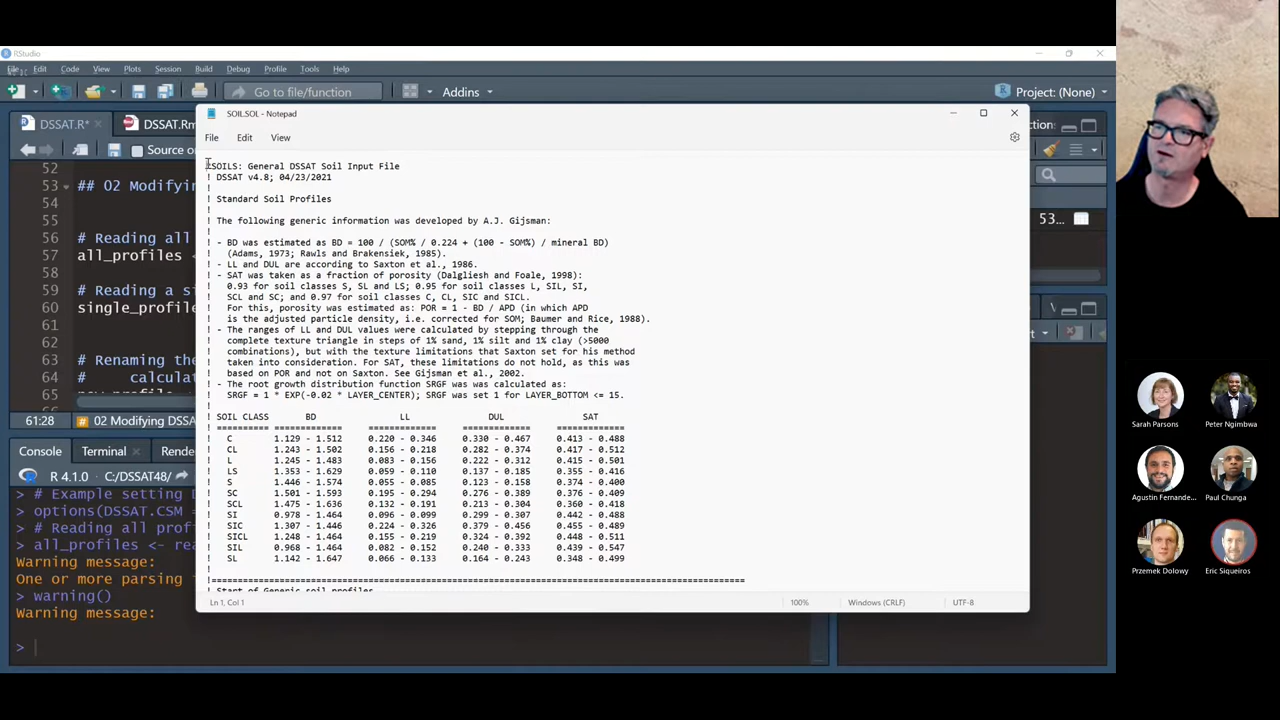 RStudio
File Edit Code View Plots Session Build Debug Profile Tools Help
Go to file/function
Addins
Project: (None)
DSSAT.R*
DSSAT.Rm
Source o
52
53 ## O2 Modifyin
54
55
56 # Reading all
57 all_profiles <
58
59 # Reading a si
60 single_profile
61
62
63 # Renaming the
64 # calculat
65
61:28 # 02 Modifying DSSA
Console Terminal Rende
R 4.1.0 · C:/DSSAT48/
> # Example setting D
> options(DSSAT.CSM =
> # Reading all prof
> all_profiles <- rea
Warning message:
One or more parsing
> warning()
Warning message:
>
SOIL.SOL - Notepad
File Edit View
*SOILS: General DSSAT Soil Input File
! DSSAT v4.8; 04/23/2021
!
! Standard Soil Profiles
!
! The following generic information was developed by A.J. Gijsman:
!
! - BD was estimated as BD = 100 / (SOM% / 0.224 + (100 - SOM%) / mineral BD)
! (Adams, 1973; Rawls and Brakensiek, 1985).
! - LL and DUL are according to Saxton et al., 1986.
! - SAT was taken as a fraction of porosity (Dalgliesh and Foale, 1998):
! 0.93 for soil classes S, SL and LS; 0.95 for soil classes L, SIL, SI,
! SCL and SC; and 0.97 for soil classes C, CL, SIC and SICL.
! For this, porosity was estimated as: POR = 1 - BD / APD (in which APD
! is the adjusted particle density, i.e. corrected for SOM; Baumer and Rice, 1988).
! - The ranges of LL and DUL values were calculated by stepping through the
! complete texture triangle in steps of 1% sand, 1% silt and 1% clay (>5000
! combinations), but with the texture limitations that Saxton set for his method
! taken into consideration. For SAT, these limitations do not hold, as this was
! based on POR and not on Saxton. See Gijsman et al., 2002.
! - The root growth distribution function SRGF was was calculated as:
! SRGF = 1 * EXP(-0.02 * LAYER_CENTER); SRGF was set 1 for LAYER_BOTTOM <= 15.
!
! SOIL CLASS BD LL DUL SAT
! ========== ============= ============= ============= =============
! C 1.129 - 1.512 0.220 - 0.346 0.330 - 0.467 0.413 - 0.488
! CL 1.243 - 1.502 0.156 - 0.218 0.282 - 0.374 0.417 - 0.512
! L 1.245 - 1.483 0.083 - 0.156 0.222 - 0.312 0.415 - 0.501
! LS 1.353 - 1.629 0.059 - 0.110 0.137 - 0.185 0.355 - 0.416
! S 1.446 - 1.574 0.055 - 0.085 0.123 - 0.158 0.374 - 0.400
! SC 1.501 - 1.593 0.195 - 0.294 0.276 - 0.389 0.376 - 0.409
! SCL 1.475 - 1.636 0.132 - 0.191 0.213 - 0.304 0.360 - 0.418
! SI 0.978 - 1.464 0.096 - 0.099 0.299 - 0.307 0.442 - 0.488
! SIC 1.307 - 1.446 0.224 - 0.326 0.379 - 0.456 0.455 - 0.489
! SICL 1.248 - 1.464 0.155 - 0.219 0.324 - 0.392 0.448 - 0.511
! SIL 0.968 - 1.464 0.082 - 0.152 0.240 - 0.333 0.439 - 0.547
! SL 1.142 - 1.647 0.066 - 0.133 0.164 - 0.243 0.348 - 0.499
!
! Start of Generic soil profiles
Ln 1, Col 1 100% Windows (CRLF) UTF-8
ction
53...
Sarah Parsons
Peter Ngimbwa
Agustin Fernande...
Paul Chunga
Przemek Dolowy
Eric Siqueiros